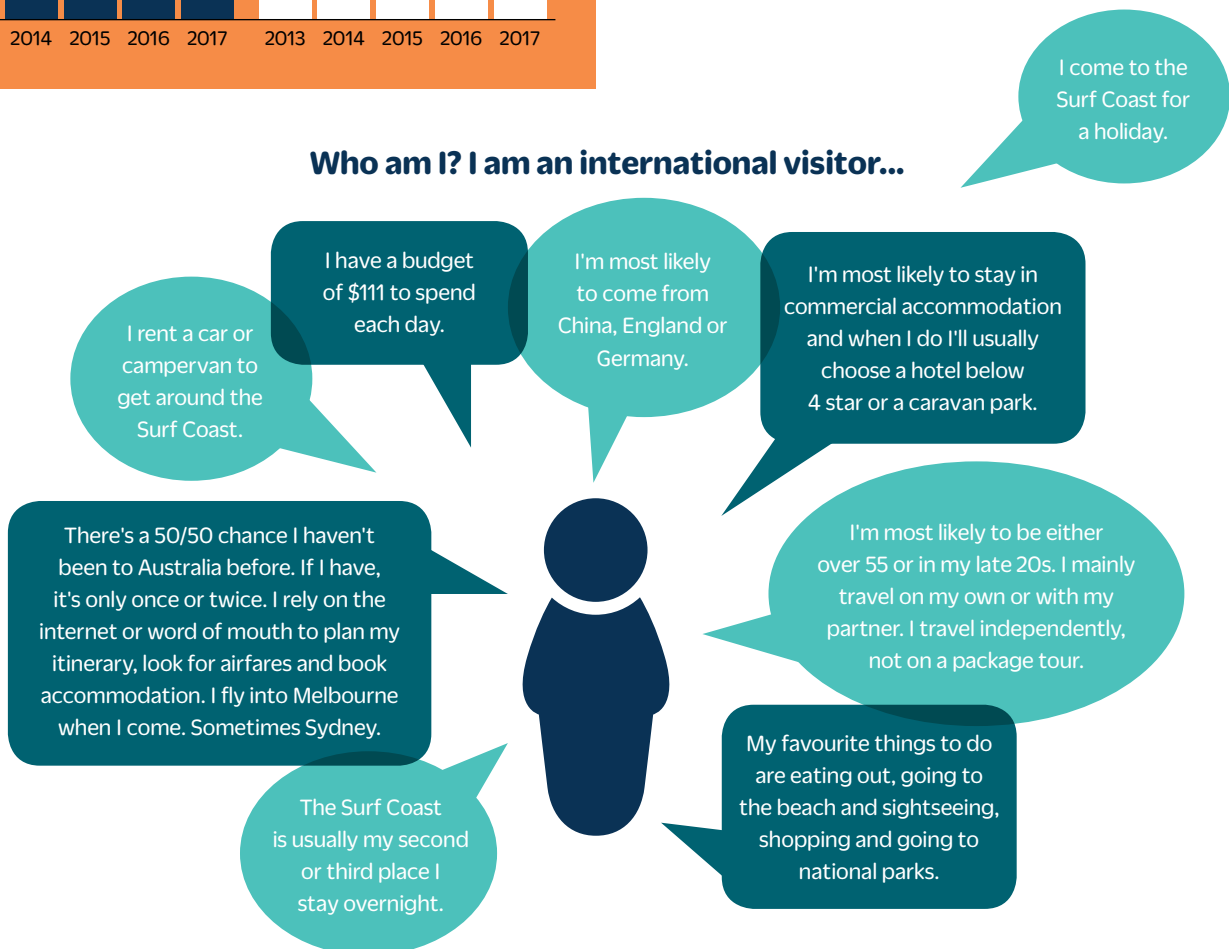 2014 2015 2016 2017 2013 2014 2015 2016 2017
I come to the
Surf Coast for
a holiday.
Who am I? I am an international visitor...
I have a budget
of $111 to spend
each day.
I'm most likely
to come from
China, England or
Germany.
I'm most likely to stay in
commercial accommodation
and when I do I'll usually
choose a hotel below
4 star or a caravan park.
I rent a car or
campervan to
get around the
Surf Coast.
There's a 50/50 chance I haven't
been to Australia before. If I have,
it's only once or twice. I rely on the
internet or word of mouth to plan my
itinerary, look for airfares and book
accommodation. I fly into Melbourne
when I come. Sometimes Sydney.
I'm most likely to be either
over 55 or in my late 20s. I mainly
travel on my own or with my
partner. I travel independently,
not on a package tour.
The Surf Coast
is usually my second
or third place I
stay overnight.
My favourite things to do
are eating out, going to
the beach and sightseeing,
shopping and going to
national parks.